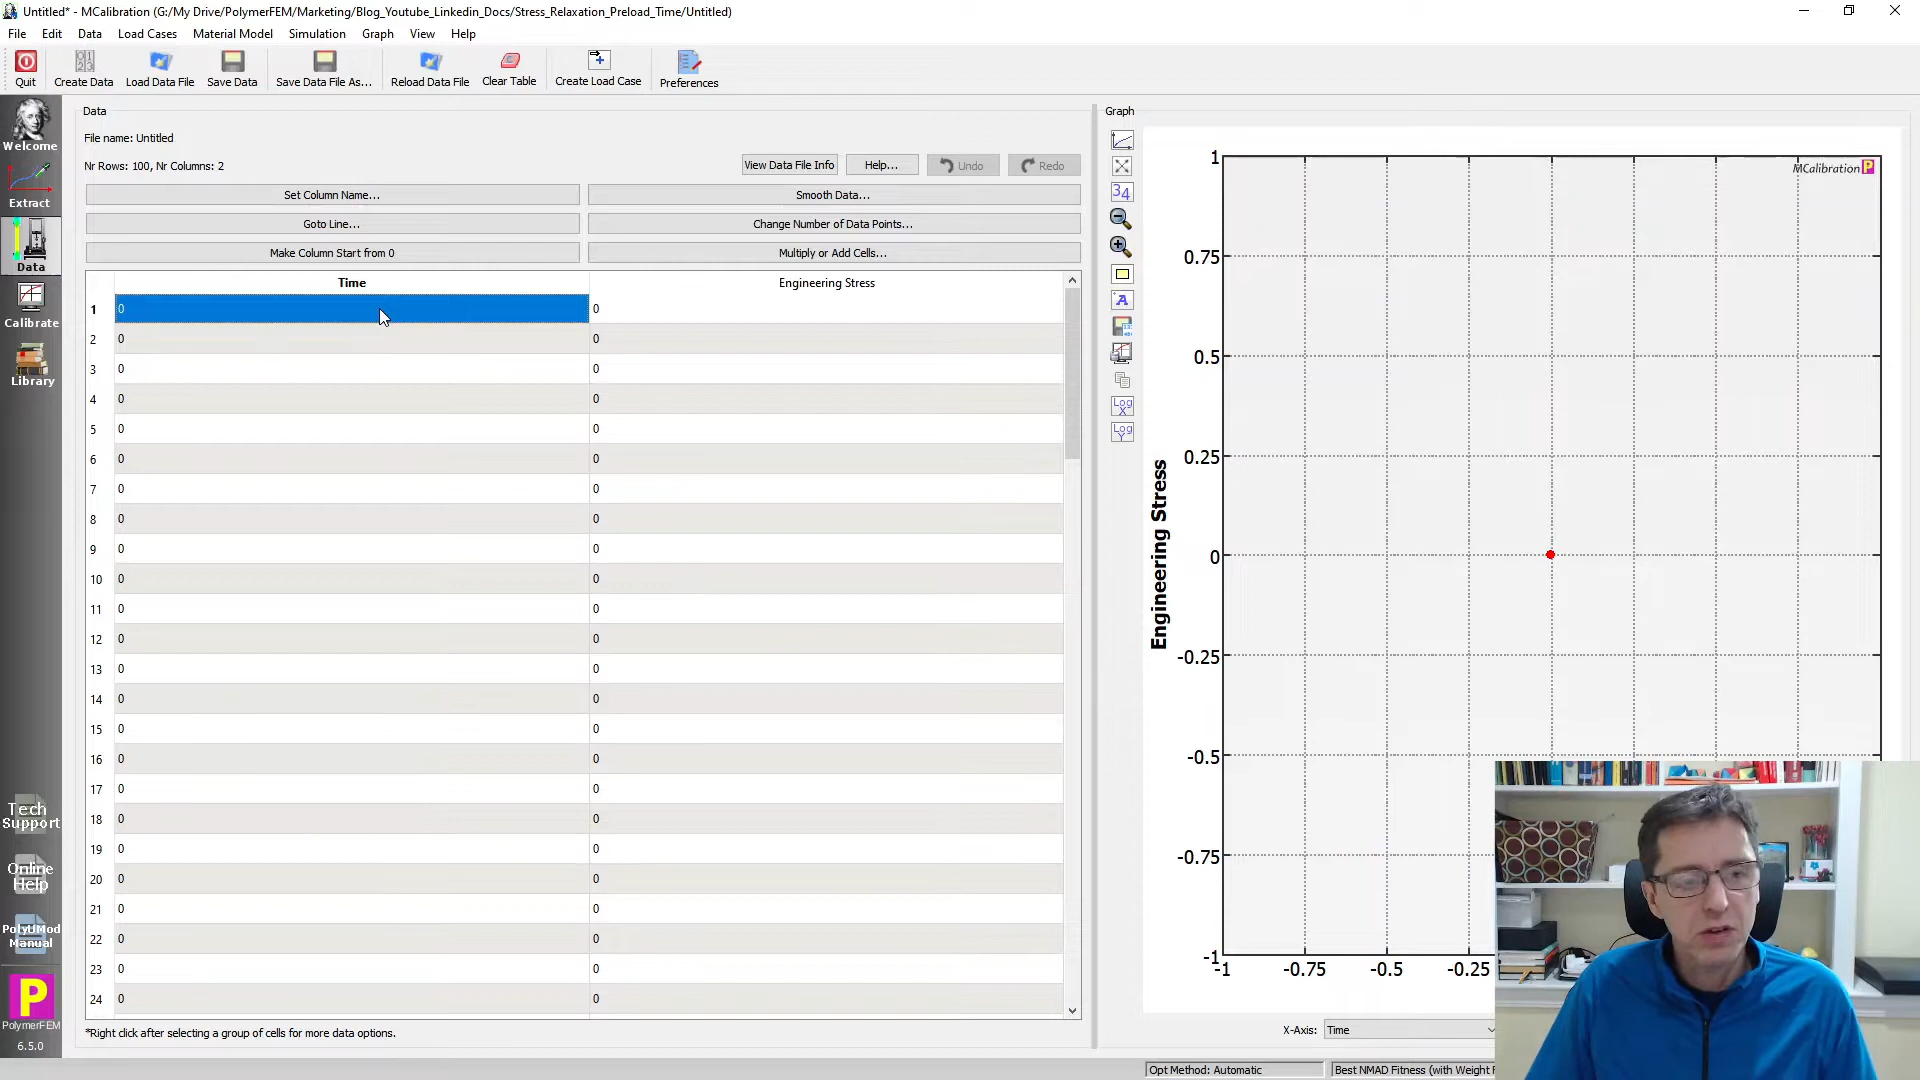 Untitled* - MCalibration (G:/My Drive/PolymerFEM/Marketing/Blog_Youtube_Linkedin_Docs/Stress_Relaxation_Preload_Time/Untitled)
File Edit Data Load Cases Material Model Simulation Graph View Help
Quit Create Data Load Data File Save Data Save Data File As... Reload Data File Clear Table Create Load Case Preferences
Welcome
Extract
Data
Calibrate
Library
Tech
Support
Online
Help
PolyUMod
Manual
P
PolymerFEM
6.5.0
Data
File name: Untitled
Nr Rows: 100, Nr Columns: 2
View Data File Info Help... Undo Redo
Set Column Name... Smooth Data...
Goto Line... Change Number of Data Points...
Make Column Start from 0 Multiply or Add Cells...
Time Engineering Stress
1 0 0
2 0 0
3 0 0
4 0 0
5 0 0
6 0 0
7 0 0
8 0 0
9 0 0
10 0 0
11 0 0
12 0 0
13 0 0
14 0 0
15 0 0
16 0 0
17 0 0
18 0 0
19 0 0
20 0 0
21 0 0
22 0 0
23 0 0
24 0 0
*Right click after selecting a group of cells for more data options.
Graph
34
A
Log X
Log Y
MCalibration P
Engineering Stress
1
0.75
0.5
0.25
0
-0.25
-0.5
-0.75
-1
-1 -0.75 -0.5 -0.25
X-Axis: Time
Opt Method: Automatic Best NMAD Fitness (with Weight